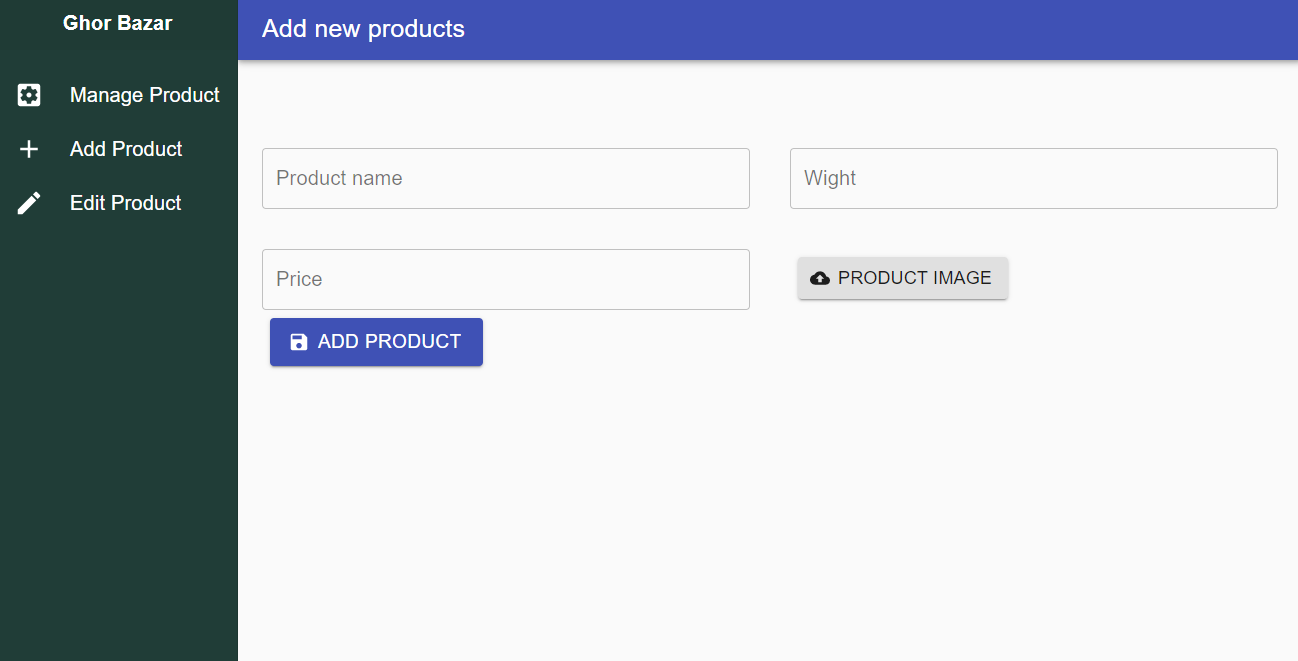 Ghor Bazar
Add new products
Manage Product
Add Product
Edit Product
Product name
Wight
Price
PRODUCT IMAGE
ADD PRODUCT